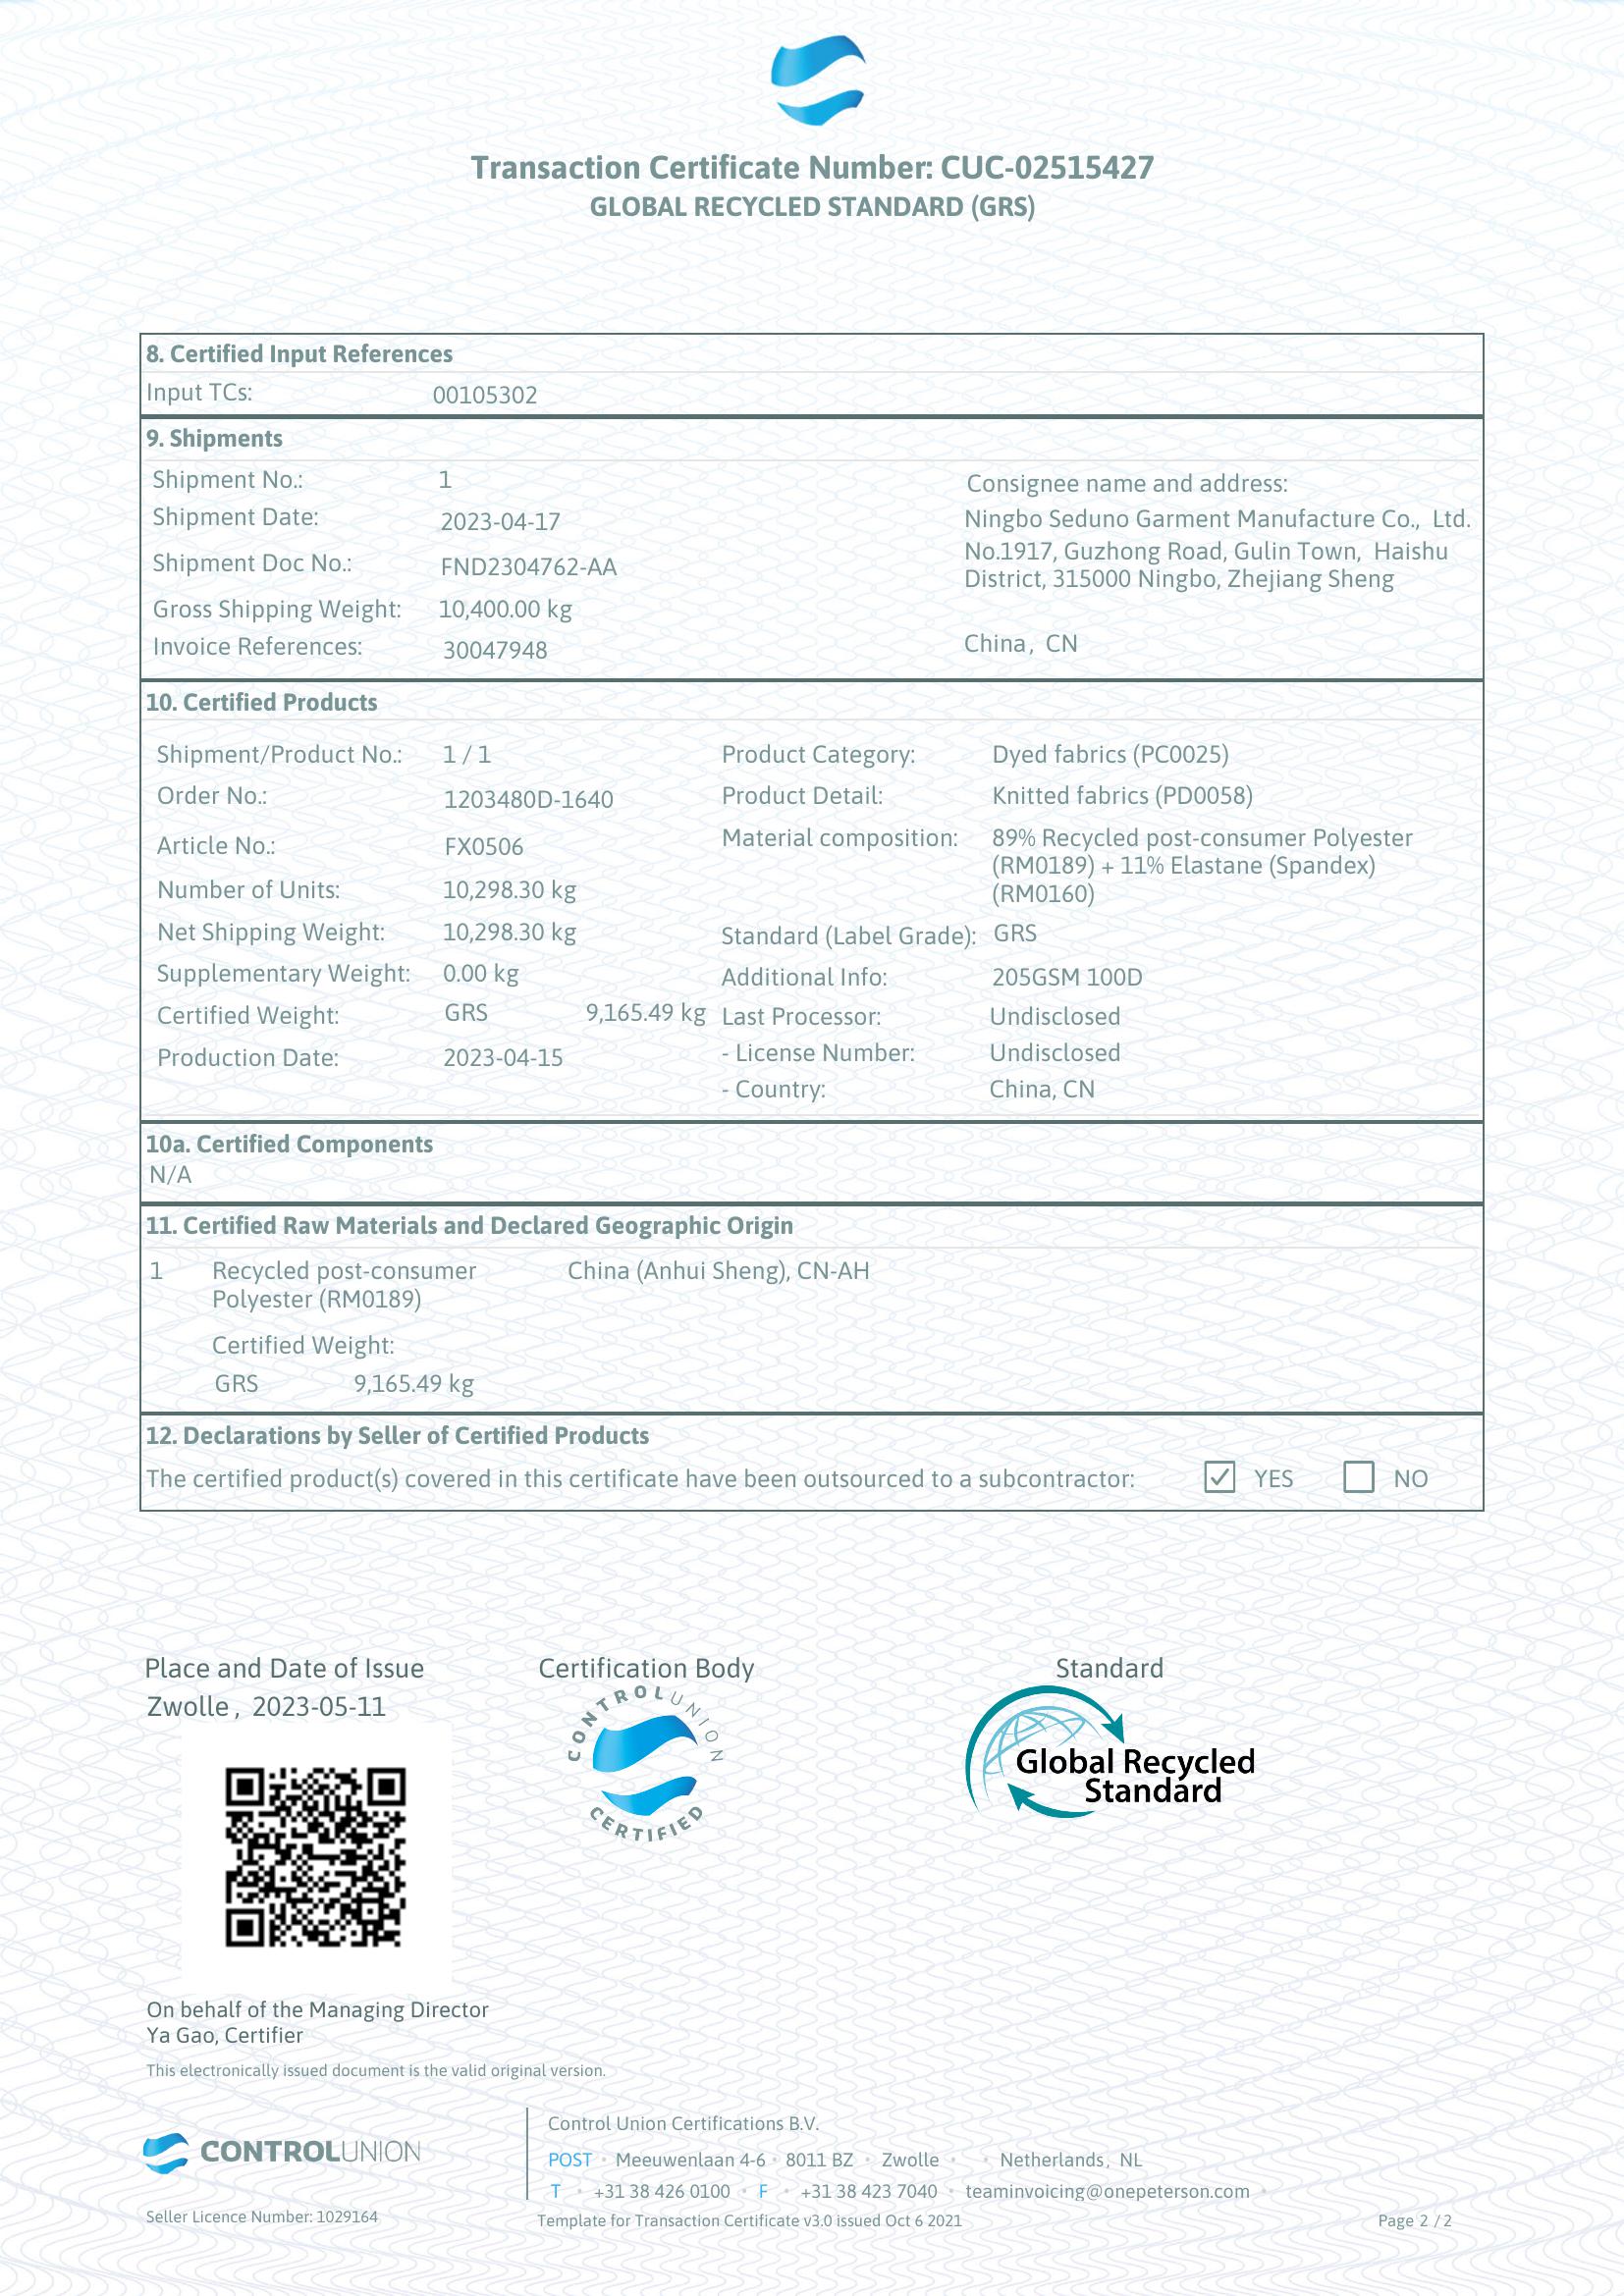 Transaction Certificate Number: CUC-02515427
GLOBAL RECYCLED STANDARD (GRS)
8. Certified Input References
Input TCs: 00105302
9. Shipments
Shipment No.: 1
Shipment Date: 2023-04-17
Shipment Doc No.: FND2304762-AA
Gross Shipping Weight: 10,400.00 kg
Invoice References: 30047948
Consignee name and address:
Ningbo Seduno Garment Manufacture Co., Ltd.
No.1917, Guzhong Road, Gulin Town, Haishu
District, 315000 Ningbo, Zhejiang Sheng
China, CN
10. Certified Products
Shipment/Product No.: 1 / 1
Order No.: 1203480D-1640
Article No.: FX0506
Number of Units: 10,298.30 kg
Net Shipping Weight: 10,298.30 kg
Supplementary Weight: 0.00 kg
Certified Weight: GRS 9,165.49 kg
Production Date: 2023-04-15
Product Category: Dyed fabrics (PC0025)
Product Detail: Knitted fabrics (PD0058)
Material composition: 89% Recycled post-consumer Polyester
(RM0189) + 11% Elastane (Spandex)
(RM0160)
Standard (Label Grade): GRS
Additional Info: 205GSM 100D
Last Processor: Undisclosed
- License Number: Undisclosed
- Country: China, CN
10a. Certified Components
N/A
11. Certified Raw Materials and Declared Geographic Origin
1 Recycled post-consumer China (Anhui Sheng), CN-AH
Polyester (RM0189)
Certified Weight:
GRS 9,165.49 kg
12. Declarations by Seller of Certified Products
The certified product(s) covered in this certificate have been outsourced to a subcontractor: YES NO
Place and Date of Issue
Zwolle, 2023-05-11
Certification Body
CONTROLUNION
CERTIFIED
Standard
Global Recycled
Standard
On behalf of the Managing Director
Ya Gao, Certifier
This electronically issued document is the valid original version.
CONTROLUNION
Seller Licence Number: 1029164
Control Union Certifications B.V.
POST • Meeuwenlaan 4-6 • 8011 BZ • Zwolle • • Netherlands, NL
T • +31 38 426 0100 • F • +31 38 423 7040 • teaminvoicing@onepeterson.com •
Template for Transaction Certificate v3.0 issued Oct 6 2021
Page 2 / 2